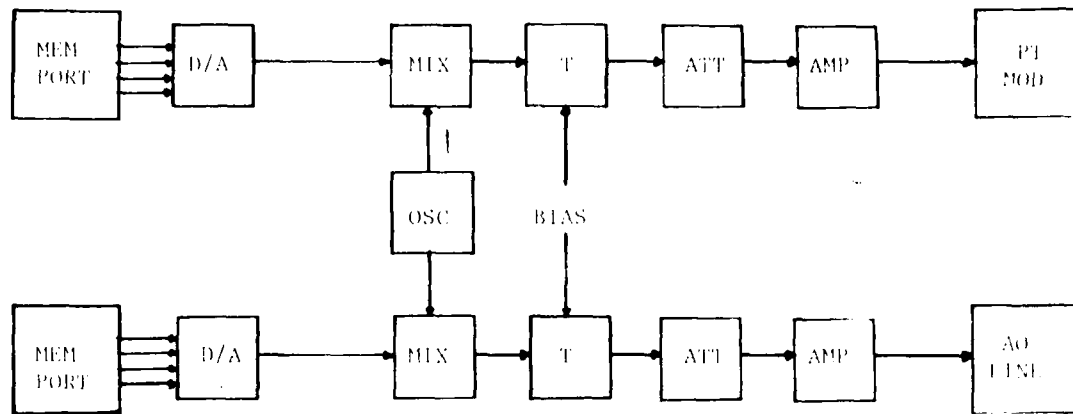 MEM
PORT
D/A
MIX
T
ATT
AMP
PT
MOD
OSC
BIAS
MEM
PORT
D/A
MIX
T
ATT
AMP
AO
LINE